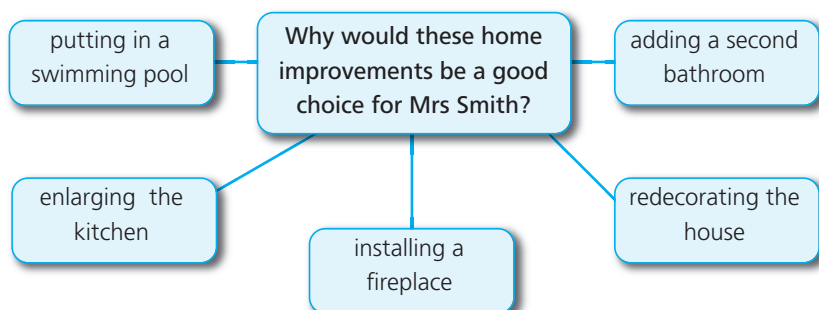 putting in a
swimming pool
Why would these home
improvements be a good
choice for Mrs Smith?
adding a second
bathroom
enlarging the
kitchen
installing a
fireplace
redecorating the
house